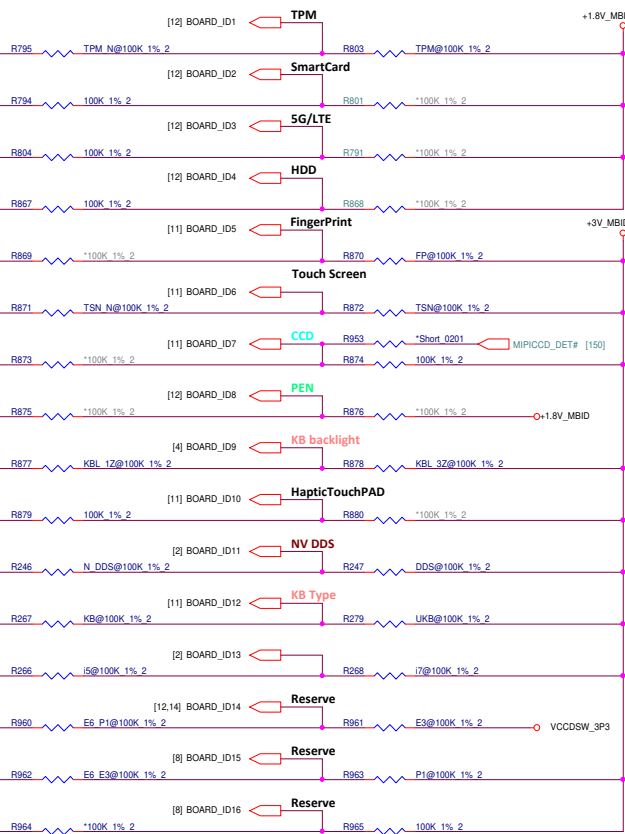 [12] BOARD_ID1 TPM +1.8V_MBI
R795 TPM_N@100K_1%_2 R803 TPM@100K_1%_2
[12] BOARD_ID2 SmartCard
R794 100K_1%_2 R801 *100K_1%_2
[12] BOARD_ID3 5G/LTE
R804 100K_1%_2 R791 *100K_1%_2
[12] BOARD_ID4 HDD
R867 100K_1%_2 R868 *100K_1%_2
[11] BOARD_ID5 FingerPrint +3V_MBID
R869 *100K_1%_2 R870 FP@100K_1%_2
Touch Screen
[11] BOARD_ID6
R871 TSN_N@100K_1%_2 R872 TSN@100K_1%_2
[11] BOARD_ID7 CCD R953 *Short_0201 MIPICCD_DET# [150]
R873 *100K_1%_2 R874 100K_1%_2
[12] BOARD_ID8 PEN
R875 *100K_1%_2 R876 *100K_1%_2 +1.8V_MBID
[4] BOARD_ID9 KB backlight
R877 KBL_1Z@100K_1%_2 R878 KBL_3Z@100K_1%_2
[11] BOARD_ID10 HapticTouchPAD
R879 100K_1%_2 R880 *100K_1%_2
[2] BOARD_ID11 NV DDS
R246 N_DDS@100K_1%_2 R247 DDS@100K_1%_2
[11] BOARD_ID12 KB Type
R267 KB@100K_1%_2 R279 UKB@100K_1%_2
[2] BOARD_ID13
R266 i5@100K_1%_2 R268 i7@100K_1%_2
[12,14] BOARD_ID14 Reserve
R960 E6_P1@100K_1%_2 R961 E3@100K_1%_2 VCCDSW_3P3
[8] BOARD_ID15 Reserve
R962 E6_E3@100K_1%_2 R963 P1@100K_1%_2
[8] BOARD_ID16 Reserve
R964 *100K_1%_2 R965 100K_1%_2